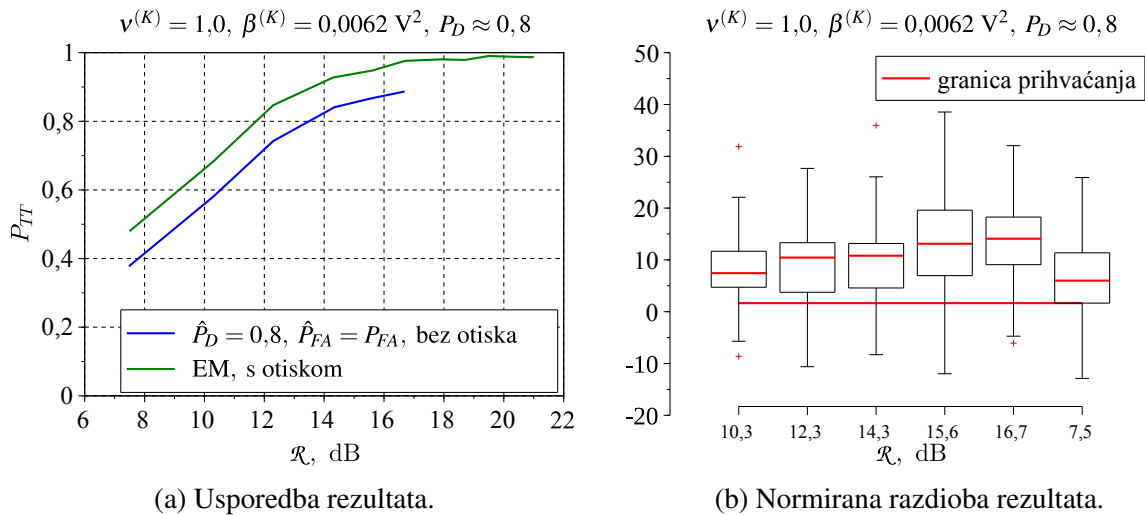 ν^(K) = 1,0, β^(K) = 0,0062 V², P_D ≈ 0,8
1
0,8
0,6
0,4
0,2
0
P_TT
6 8 10 12 14 16 18 20 22
ℛ, dB
P̂_D = 0,8, P̂_FA = P_FA, bez otiska
EM, s otiskom
(a) Usporedba rezultata.
ν^(K) = 1,0, β^(K) = 0,0062 V², P_D ≈ 0,8
granica prihvaćanja
50
40
30
20
10
0
-10
-20
10,3 12,3 14,3 15,6 16,7 7,5
ℛ, dB
(b) Normirana razdioba rezultata.